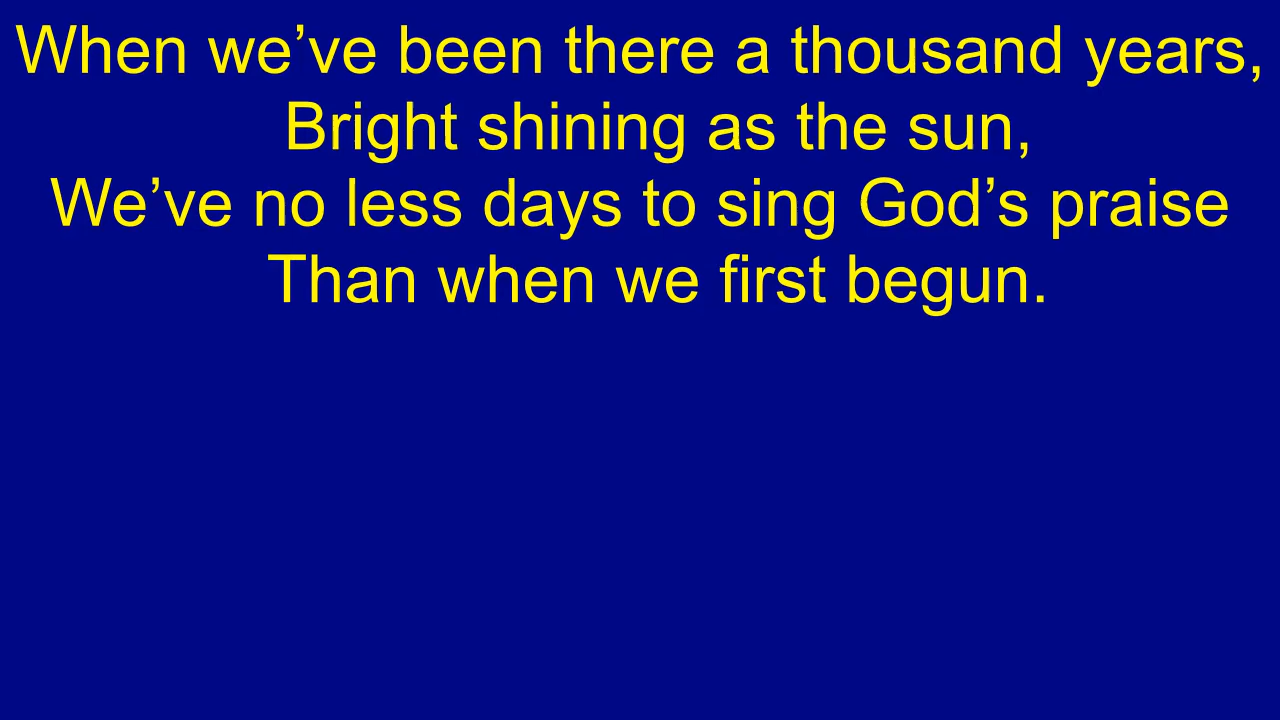 When we’ve been there a thousand years,
Bright shining as the sun,
We’ve no less days to sing God’s praise
Than when we first begun.